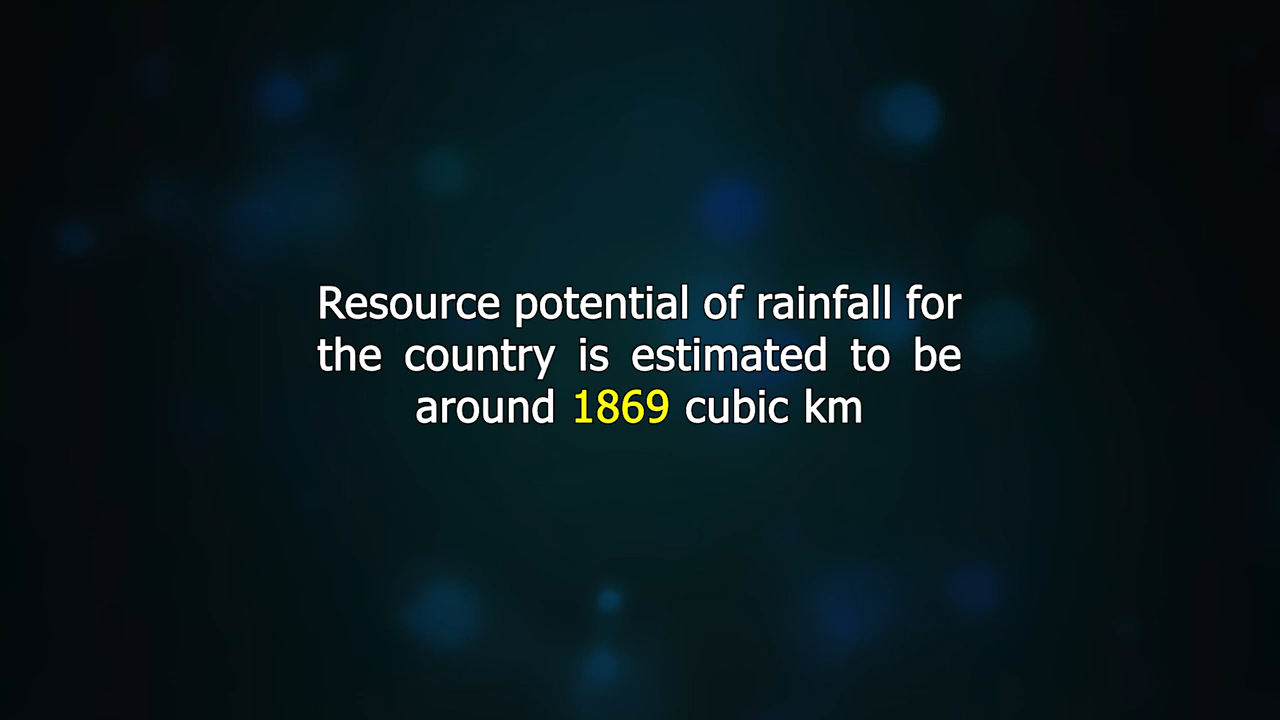 Resource potential of rainfall for
the country is estimated to be
around 1869 cubic km